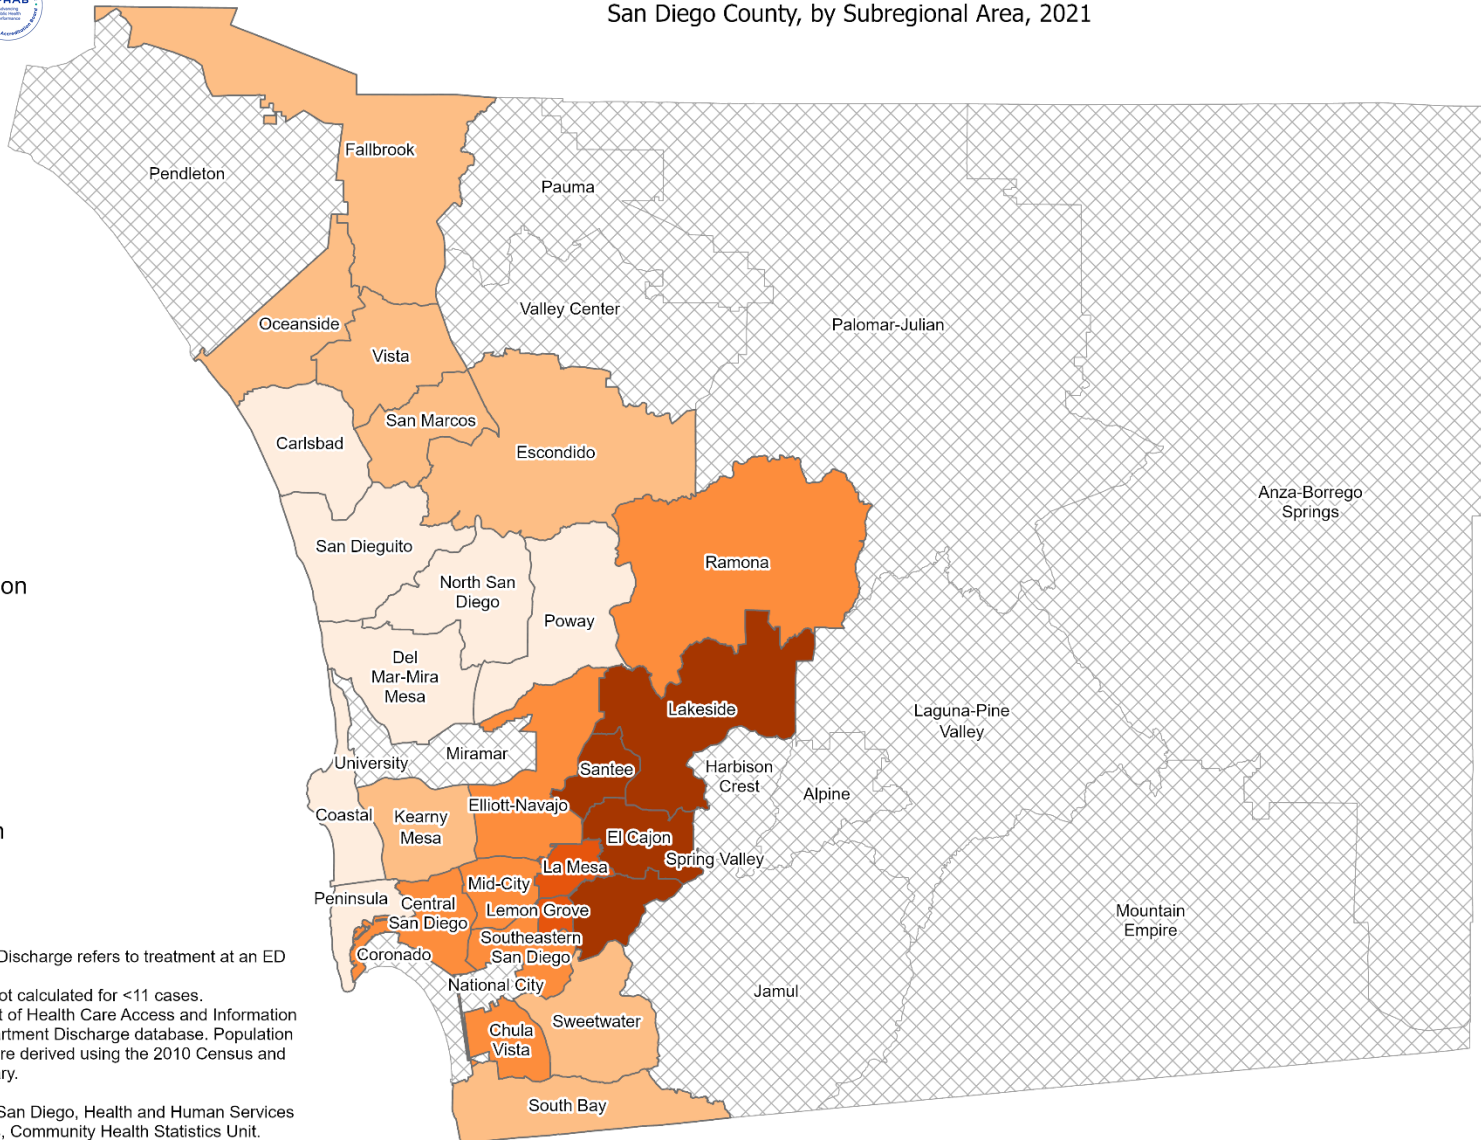 San Diego County, by Subregional Area, 2021
Fallbrook
Pendleton
Pauma
Valley Center
Oceanside
Palomar-Julian
Vista
San Marcos
Carlsbad
Escondido
Anza-Borrego
Springs
San Dieguito
Ramona
North San
Diego
on
Poway
Del
Mar-Mira
Mesa
Lakeside
Laguna-Pine
Valley
Miramar
University
Santee
Harbison
Crest
Alpine
Elliott-Navajo
Coastal
Kearny
Mesa
n
El Cajon
Spring Valley
La Mesa
Mid-City
Peninsula
Central
San Diego
Lemon Grove
Mountain
Empire
Southeastern
San Diego
Coronado
National City
Jamul
Sweetwater
Chula
Vista
South Bay
Discharge refers to treatment at an ED
ot calculated for <11 cases.
t of Health Care Access and Information
artment Discharge database. Population
re derived using the 2010 Census and
ary.
San Diego, Health and Human Services
, Community Health Statistics Unit.